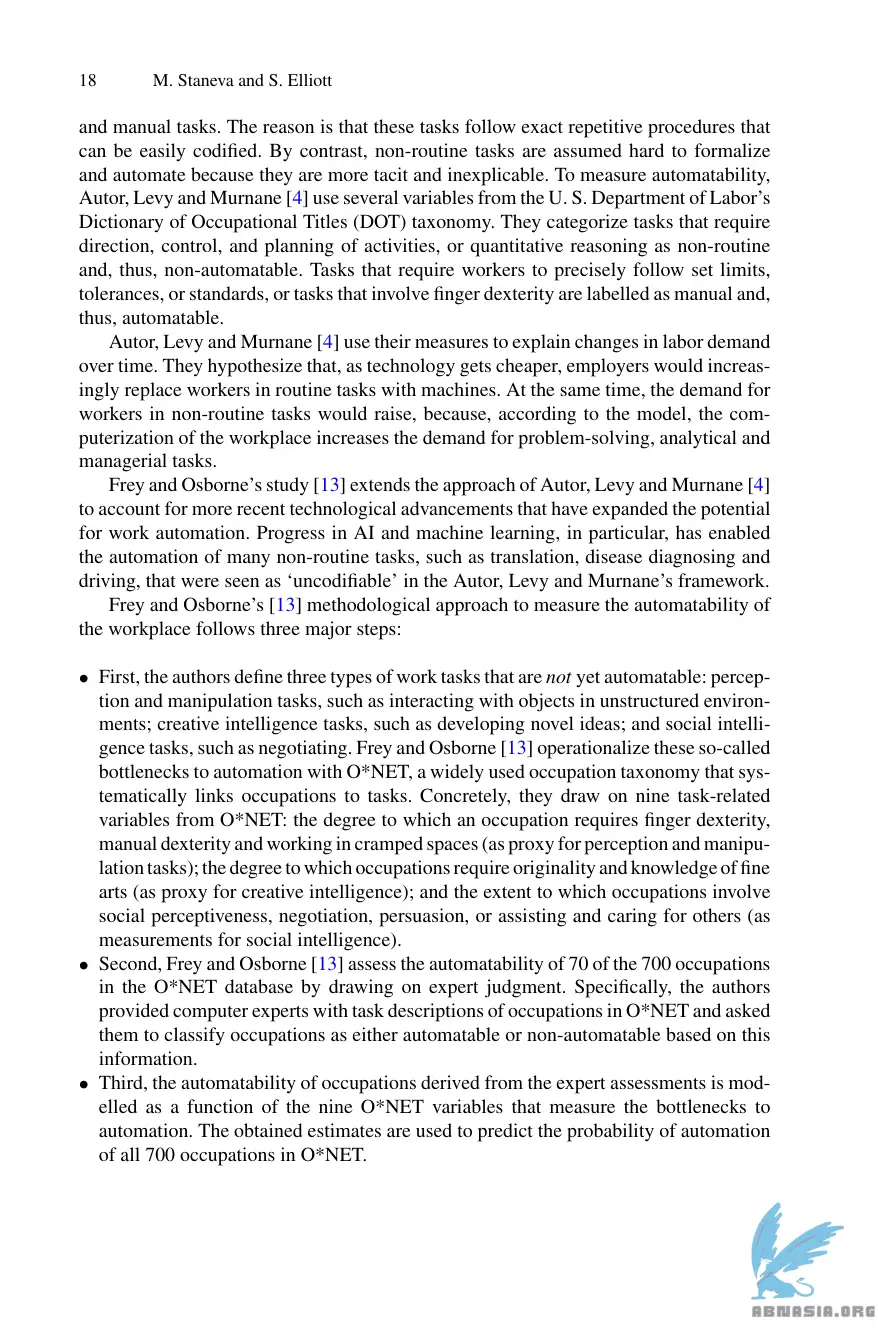 18 M. Staneva and S. Elliott
and manual tasks. The reason is that these tasks follow exact repetitive procedures that
can be easily codified. By contrast, non-routine tasks are assumed hard to formalize
and automate because they are more tacit and inexplicable. To measure automatability,
Autor, Levy and Murnane [4] use several variables from the U. S. Department of Labor’s
Dictionary of Occupational Titles (DOT) taxonomy. They categorize tasks that require
direction, control, and planning of activities, or quantitative reasoning as non-routine
and, thus, non-automatable. Tasks that require workers to precisely follow set limits,
tolerances, or standards, or tasks that involve finger dexterity are labelled as manual and,
thus, automatable.
Autor, Levy and Murnane [4] use their measures to explain changes in labor demand
over time. They hypothesize that, as technology gets cheaper, employers would increas-
ingly replace workers in routine tasks with machines. At the same time, the demand for
workers in non-routine tasks would raise, because, according to the model, the com-
puterization of the workplace increases the demand for problem-solving, analytical and
managerial tasks.
Frey and Osborne’s study [13] extends the approach of Autor, Levy and Murnane [4]
to account for more recent technological advancements that have expanded the potential
for work automation. Progress in AI and machine learning, in particular, has enabled
the automation of many non-routine tasks, such as translation, disease diagnosing and
driving, that were seen as ‘uncodifiable’ in the Autor, Levy and Murnane’s framework.
Frey and Osborne’s [13] methodological approach to measure the automatability of
the workplace follows three major steps:
• First, the authors define three types of work tasks that are not yet automatable: percep-
tion and manipulation tasks, such as interacting with objects in unstructured environ-
ments; creative intelligence tasks, such as developing novel ideas; and social intelli-
gence tasks, such as negotiating. Frey and Osborne [13] operationalize these so-called
bottlenecks to automation with O*NET, a widely used occupation taxonomy that sys-
tematically links occupations to tasks. Concretely, they draw on nine task-related
variables from O*NET: the degree to which an occupation requires finger dexterity,
manual dexterity and working in cramped spaces (as proxy for perception and manipu-
lation tasks); the degree to which occupations require originality and knowledge of fine
arts (as proxy for creative intelligence); and the extent to which occupations involve
social perceptiveness, negotiation, persuasion, or assisting and caring for others (as
measurements for social intelligence).
• Second, Frey and Osborne [13] assess the automatability of 70 of the 700 occupations
in the O*NET database by drawing on expert judgment. Specifically, the authors
provided computer experts with task descriptions of occupations in O*NET and asked
them to classify occupations as either automatable or non-automatable based on this
information.
• Third, the automatability of occupations derived from the expert assessments is mod-
elled as a function of the nine O*NET variables that measure the bottlenecks to
automation. The obtained estimates are used to predict the probability of automation
of all 700 occupations in O*NET.
ABNASIA.ORG